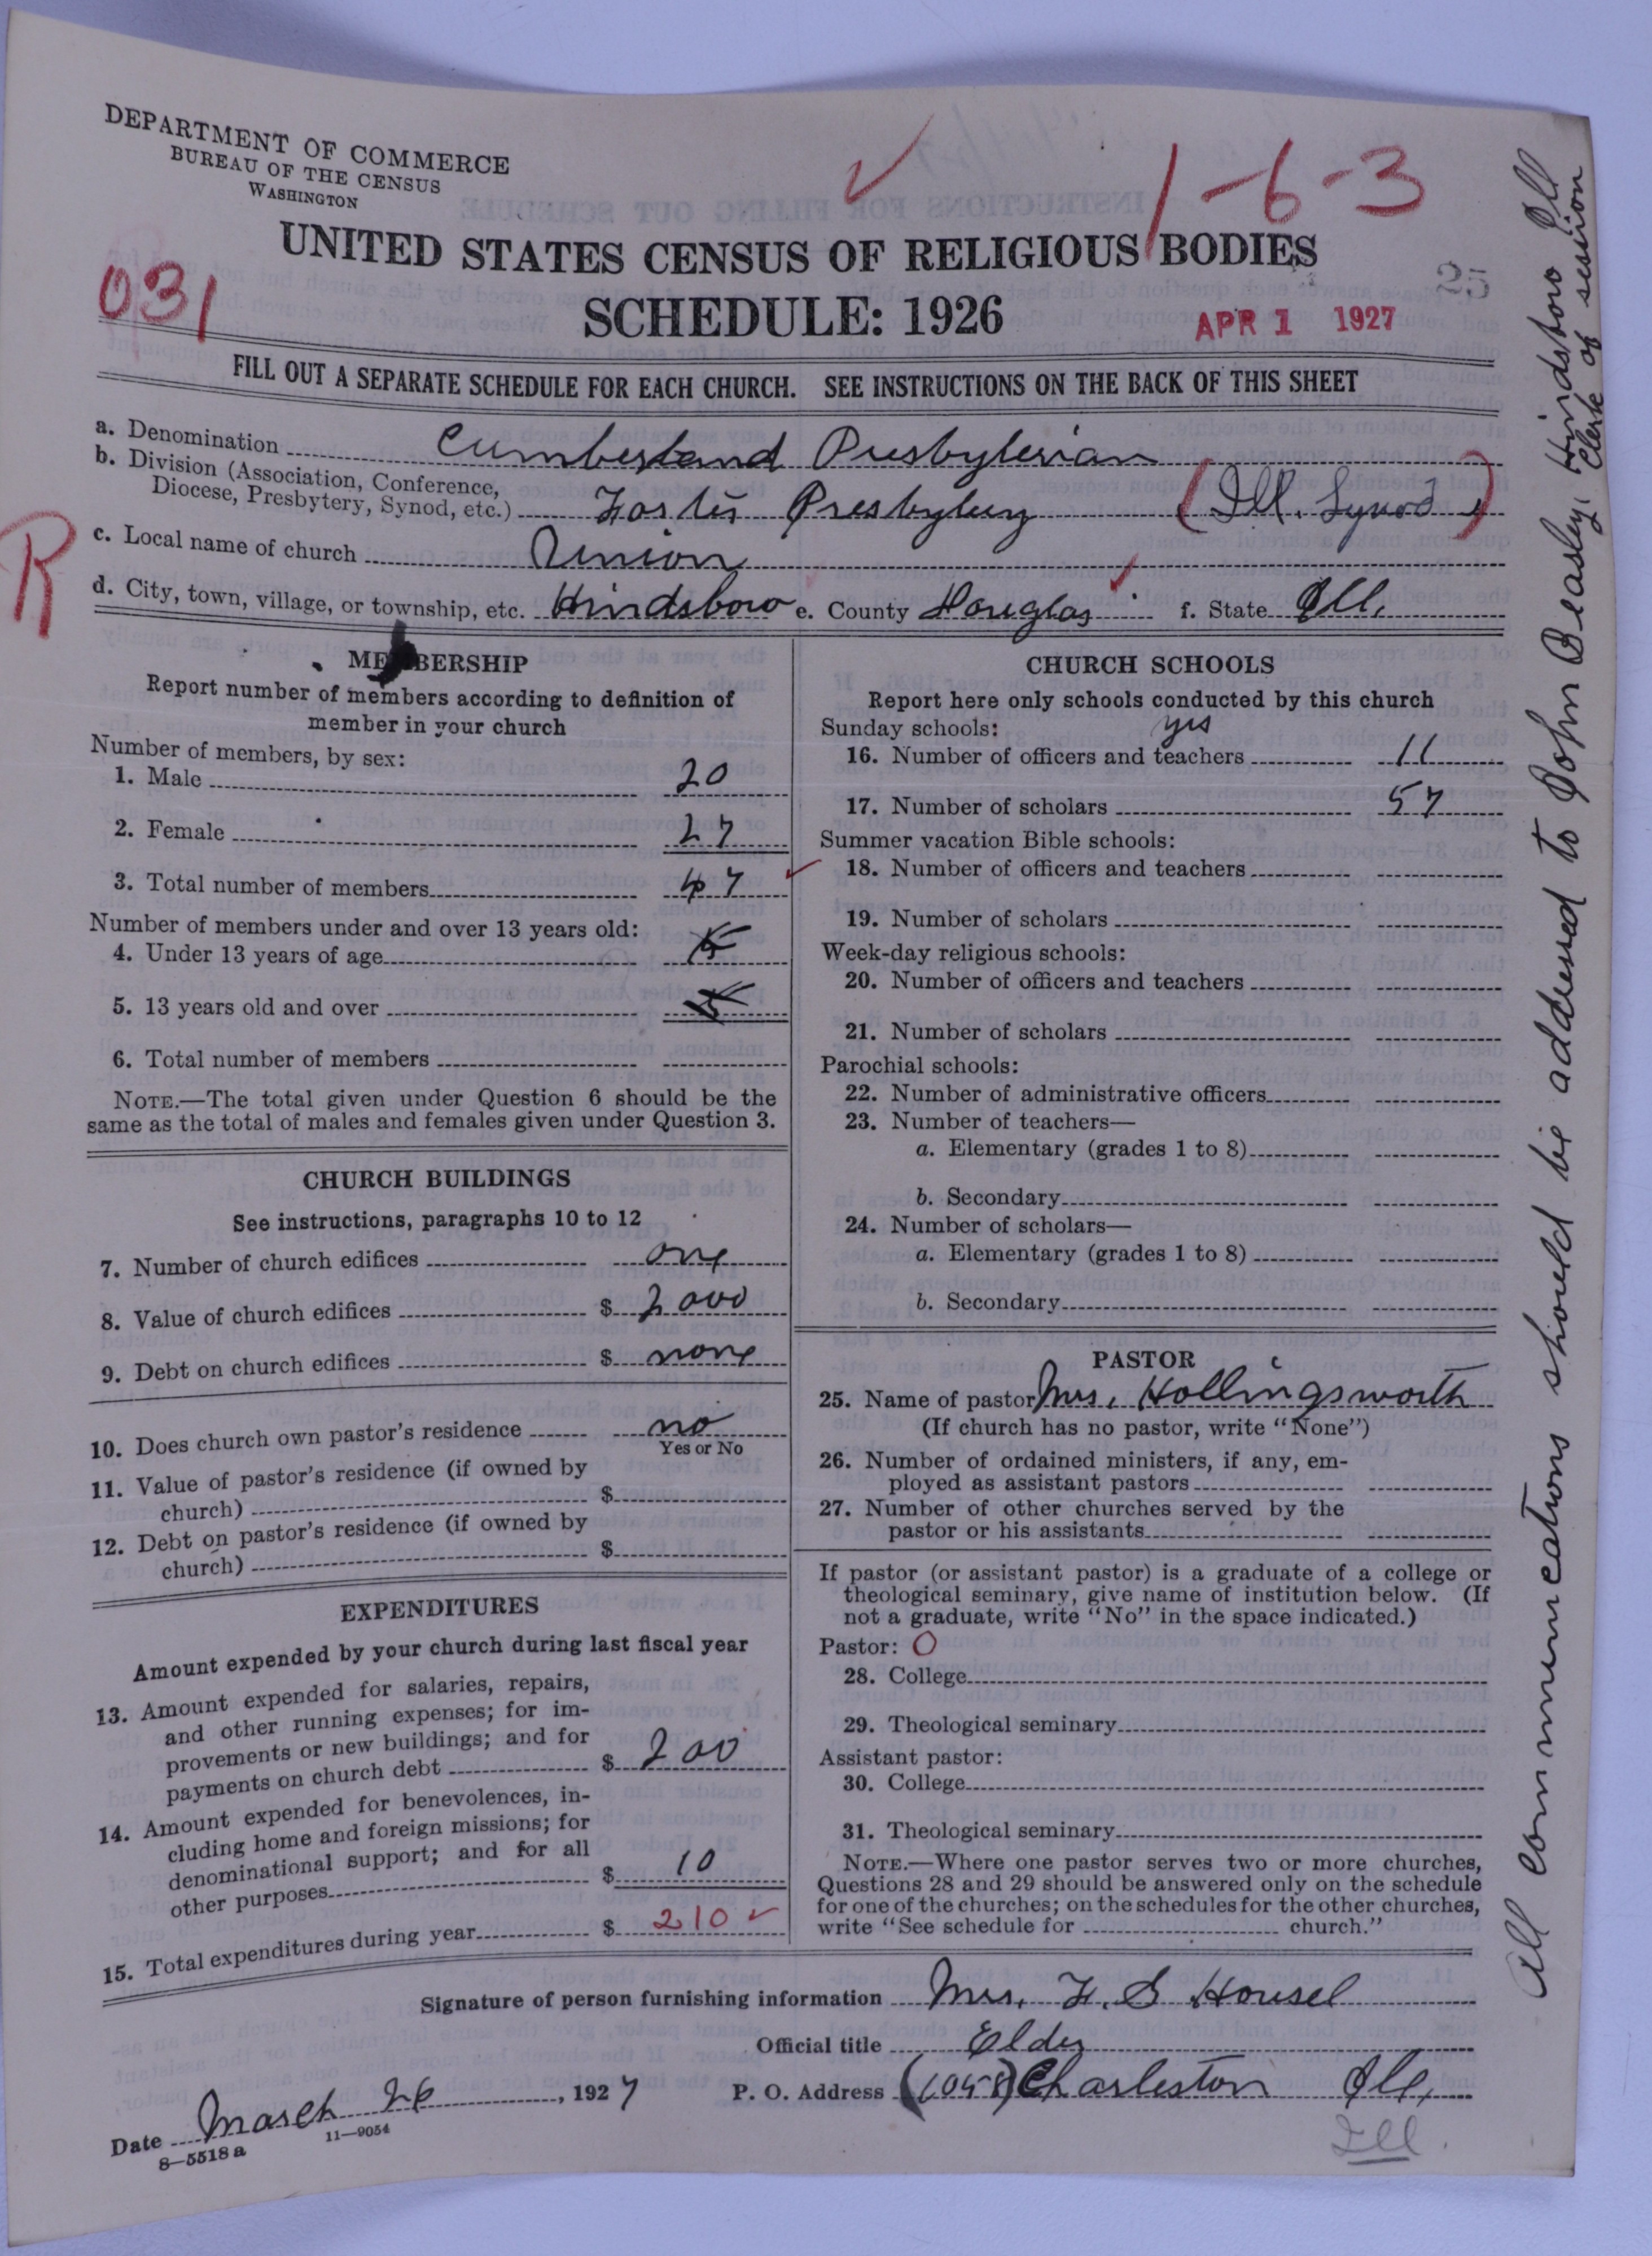 DEPARTMENT OF COMMERCE
BUREAU OF THE CENSUS
WASHINGTON
1-6-3
UNITED STATES CENSUS OF RELIGIOUS BODIES
031
SCHEDULE: 1926
APR 1 1927
FILL OUT A SEPARATE SCHEDULE FOR EACH CHURCH. SEE INSTRUCTIONS ON THE BACK OF THIS SHEET
a. Denomination Cumberland Presbyterian
b. Division (Association, Conference,
Diocese, Presbytery, Synod, etc.) Presbytery (Ill. Synod)
R
c. Local name of church Union
d. City, town, village, or township, etc. Hindsboro e. County Douglas f. State Ill.
MEMBERSHIP
Report number of members according to definition of
member in your church
Number of members, by sex:
1. Male 20
2. Female 27
3. Total number of members 47
Number of members under and over 13 years old:
4. Under 13 years of age
5. 13 years old and over
6. Total number of members
NOTE.—The total given under Question 6 should be the
same as the total of males and females given under Question 3.
CHURCH BUILDINGS
See instructions, paragraphs 10 to 12
7. Number of church edifices one
8. Value of church edifices $ 2000
9. Debt on church edifices $ none
10. Does church own pastor's residence no
Yes or No
11. Value of pastor's residence (if owned by
church) $
12. Debt on pastor's residence (if owned by
church) $
EXPENDITURES
Amount expended by your church during last fiscal year
13. Amount expended for salaries, repairs,
and other running expenses; for im-
provements or new buildings; and for
payments on church debt $ 200
14. Amount expended for benevolences, in-
cluding home and foreign missions; for
denominational support; and for all
other purposes $ 10
15. Total expenditures during year $ 210
CHURCH SCHOOLS
Report here only schools conducted by this church
Sunday schools: yes
16. Number of officers and teachers 11
17. Number of scholars 57
Summer vacation Bible schools:
18. Number of officers and teachers
19. Number of scholars
Week-day religious schools:
20. Number of officers and teachers
21. Number of scholars
Parochial schools:
22. Number of administrative officers
23. Number of teachers—
a. Elementary (grades 1 to 8)
b. Secondary
24. Number of scholars—
a. Elementary (grades 1 to 8)
b. Secondary
PASTOR
25. Name of pastor Mrs. Hollingsworth
(If church has no pastor, write "None")
26. Number of ordained ministers, if any, em-
ployed as assistant pastors
27. Number of other churches served by the
pastor or his assistants
If pastor (or assistant pastor) is a graduate of a college or
theological seminary, give name of institution below. (If
not a graduate, write "No" in the space indicated.)
Pastor: O
28. College
29. Theological seminary
Assistant pastor:
30. College
31. Theological seminary
NOTE.—Where one pastor serves two or more churches,
Questions 28 and 29 should be answered only on the schedule
for one of the churches; on the schedules for the other churches,
write "See schedule for church."
Signature of person furnishing information Mrs. F. S Housel
Official title Elder
Date March 26, 1927 P. O. Address (1058) Charleston Ill.
8—5518 a 11—9054
Ill.
All communications should be addressed to John Beasley, Hindsboro Ill
Clerk of session